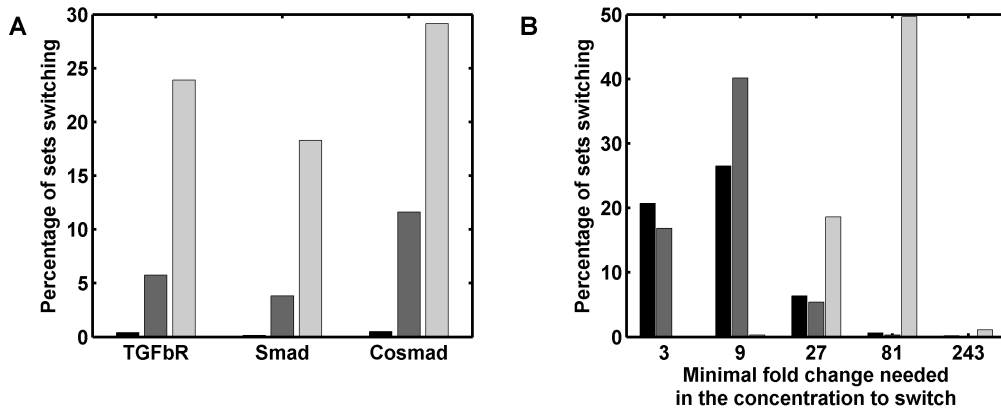 A
Percentage of sets switching
30
25
20
15
10
5
0
TGFbR Smad Cosmad
B
Percentage of sets switching
50
40
30
20
10
0
3 9 27 81 243
Minimal fold change needed
in the concentration to switch